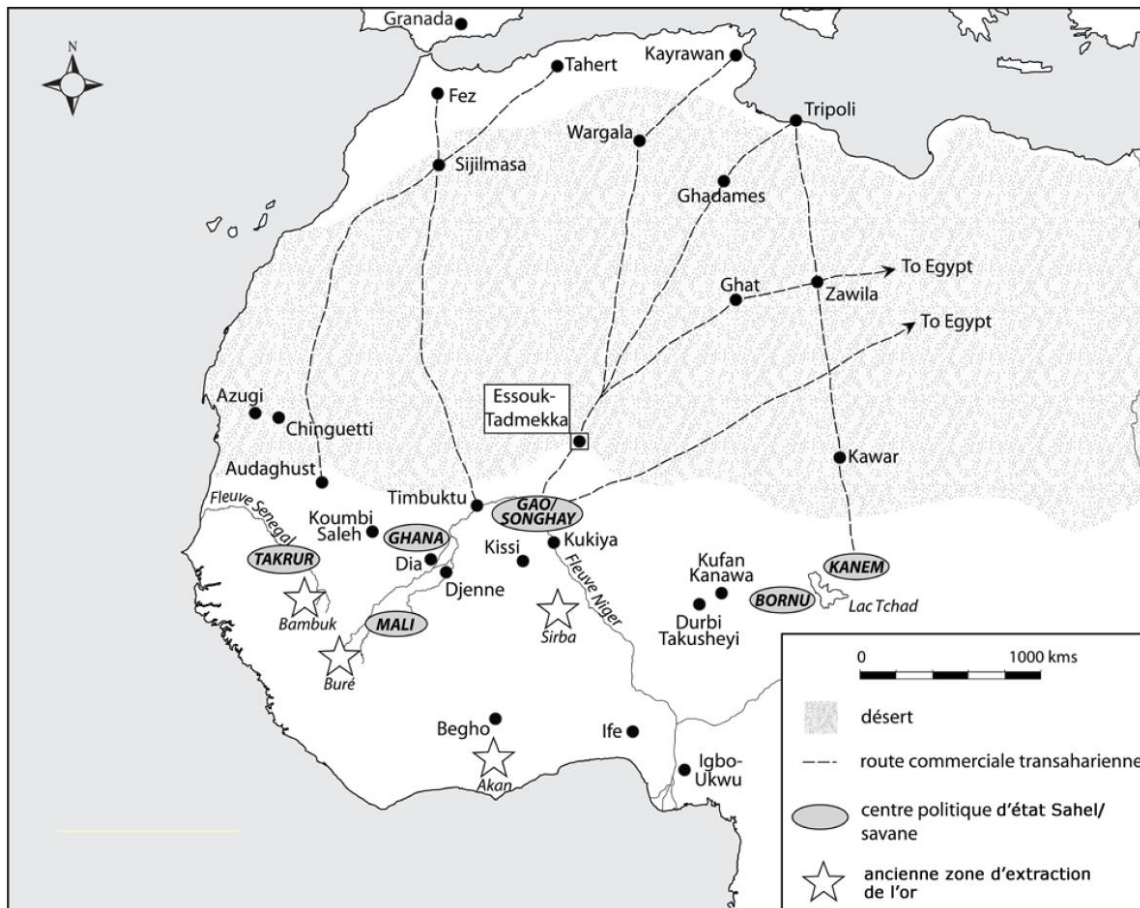 N
Granada
Tahert
Kayrawan
Fez
Tripoli
Wargala
Sijilmasa
Ghadames
To Egypt
Ghat
Zawila
To Egypt
Essouk-
Tadmekka
Azugi
Chinguetti
Kawar
Audaghust
Fleuve Senegal
Timbuktu
GAO/
SONGHAY
Koumbi
Saleh
GHANA
Kissi
Kukiya
TAKRUR
Dia
Djenne
Fleuve Niger
Kufan
Kanawa
KANEM
BORNU
Lac Tchad
Bambuk
MALI
Sirba
Durbi
Takusheyi
Buré
Begho
Ife
Akan
Igbo-
Ukwu
0 1000 kms
désert
route commerciale transaharienne
centre politique d'état Sahel/
savane
ancienne zone d'extraction
de l'or